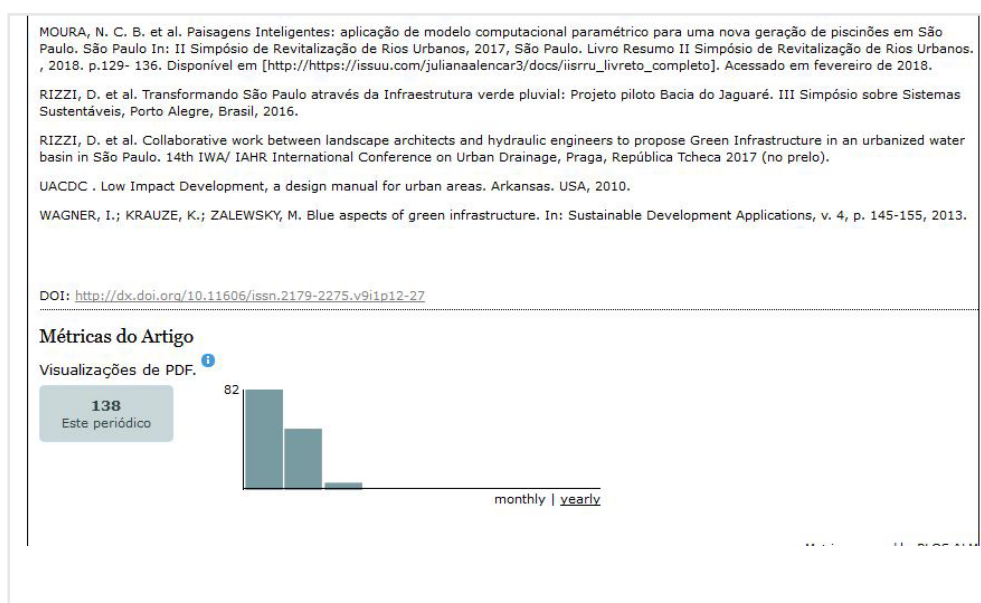 MOURA, N. C. B. et al. Paisagens Inteligentes: aplicação de modelo computacional paramétrico para uma nova geração de piscinões em São
Paulo. São Paulo In: II Simpósio de Revitalização de Rios Urbanos, 2017, São Paulo. Livro Resumo II Simpósio de Revitalização de Rios Urbanos.
, 2018. p.129- 136. Disponível em [http://https://issuu.com/julianaalencar3/docs/iisrru_livreto_completo]. Acessado em fevereiro de 2018.
RIZZI, D. et al. Transformando São Paulo através da Infraestrutura verde pluvial: Projeto piloto Bacia do Jaguaré. III Simpósio sobre Sistemas
Sustentáveis, Porto Alegre, Brasil, 2016.
RIZZI, D. et al. Collaborative work between landscape architects and hydraulic engineers to propose Green Infrastructure in an urbanized water
basin in São Paulo. 14th IWA/ IAHR International Conference on Urban Drainage, Praga, República Tcheca 2017 (no prelo).
UACDC . Low Impact Development, a design manual for urban areas. Arkansas. USA, 2010.
WAGNER, I.; KRAUZE, K.; ZALEWSKY, M. Blue aspects of green infrastructure. In: Sustainable Development Applications, v. 4, p. 145-155, 2013.
DOI: http://dx.doi.org/10.11606/issn.2179-2275.v9i1p12-27
Métricas do Artigo
Visualizações de PDF.
138
Este periódico
82
monthly | yearly